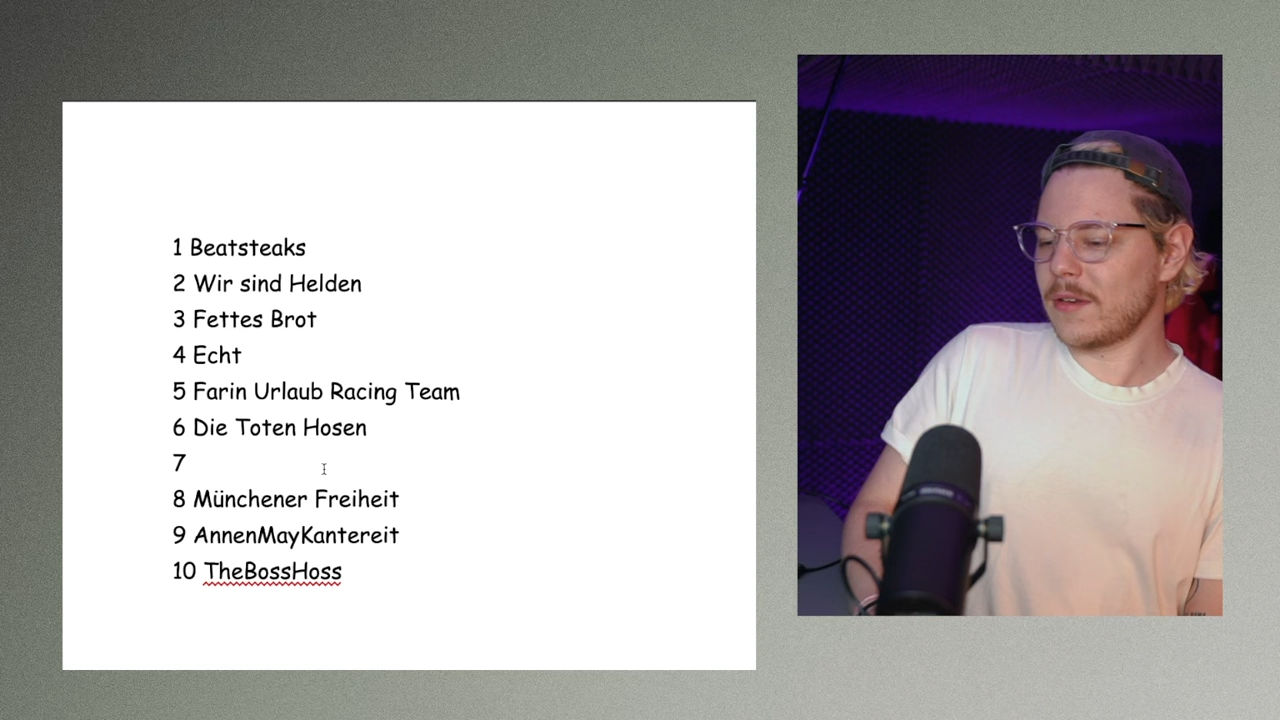 1 Beatsteaks
2 Wir sind Helden
3 Fettes Brot
4 Echt
5 Farin Urlaub Racing Team
6 Die Toten Hosen
7
8 Münchener Freiheit
9 AnnenMayKantereit
10 TheBossHoss